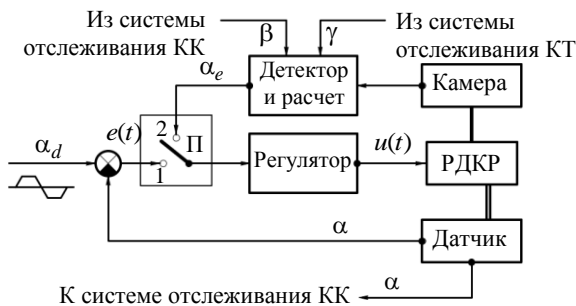 Из системы
отслеживания КК
β
γ
Из системы
отслеживания КТ
α_e
Детектор
и расчет
Камера
α_d
e(t)
2
П
1
Регулятор
u(t)
РДКР
α
Датчик
К системе отслеживания КК
α